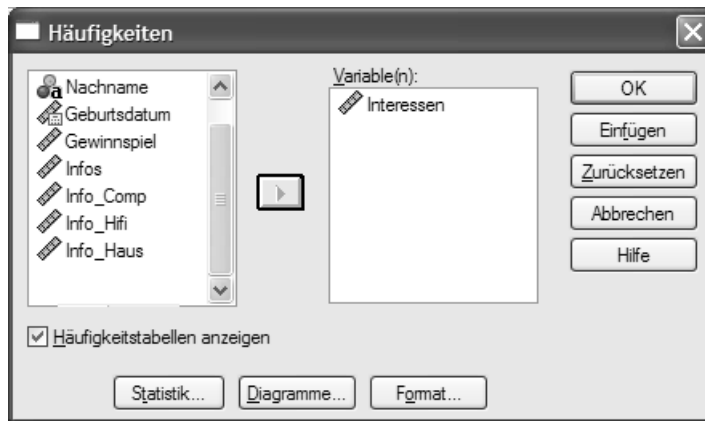 Häufigkeiten
Nachname
Geburtsdatum
Gewinnspiel
Infos
Info_Comp
Info_Hifi
Info_Haus
Variable(n):
Interessen
OK
Einfügen
Zurücksetzen
Abbrechen
Hilfe
Häufigkeitstabellen anzeigen
Statistik...
Diagramme...
Format...